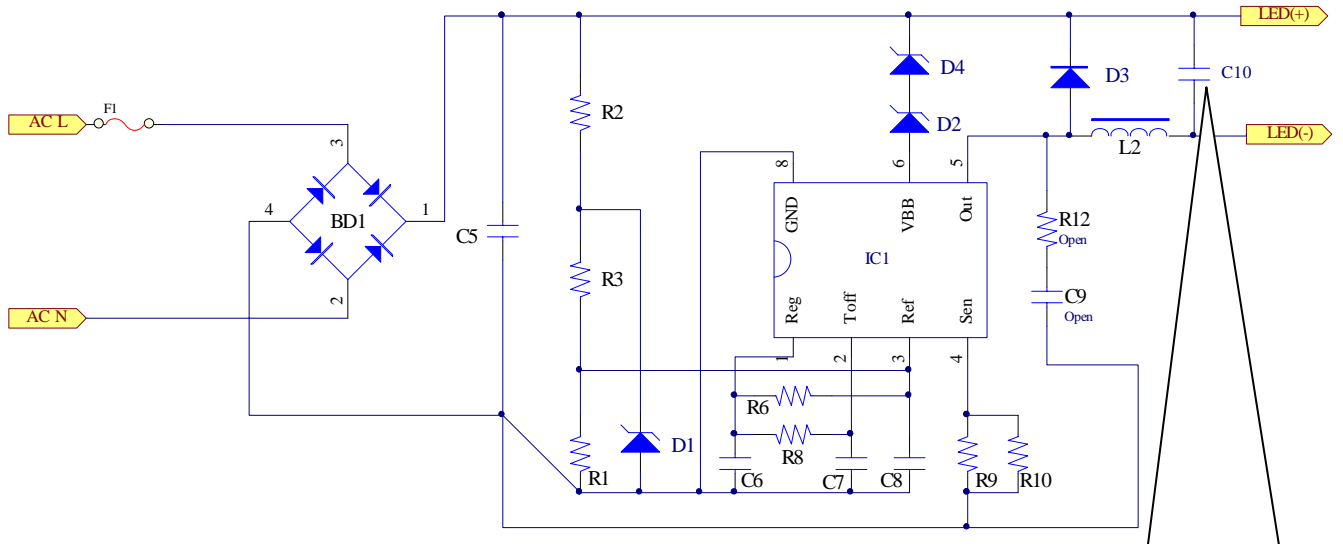 LED(+)
D4
D3
C10
R2
F1
AC L
D2
LED(-)
3
L2
8
6
5
4
BD1
1
GND
VBB
Out
R12
Open
C5
IC1
R3
Reg
Toff
Ref
Sen
C9
Open
2
AC N
1
2
3
4
R6
R8
D1
R1
C6
C7
C8
R9
R10